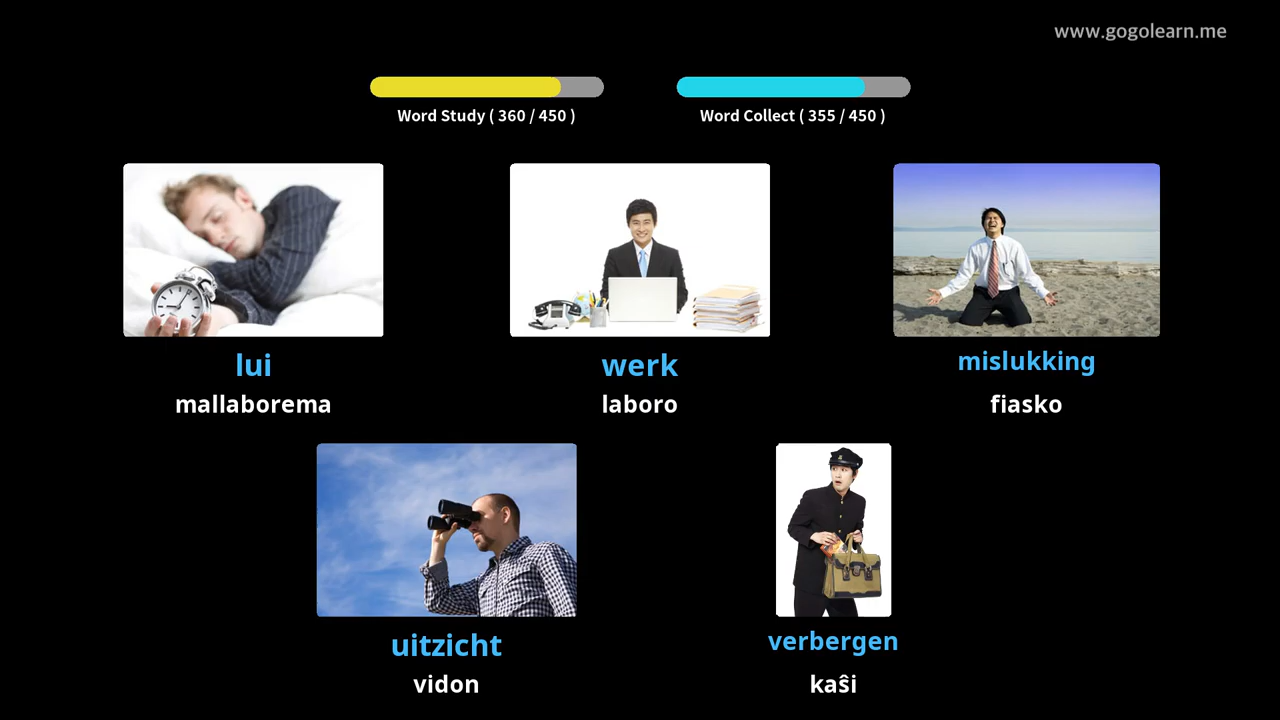 www.gogolearn.me
Word Study ( 360 / 450 )
Word Collect ( 355 / 450 )
lui
mallaborema
werk
laboro
mislukking
fiasko
uitzicht
vidon
verbergen
kaŝi